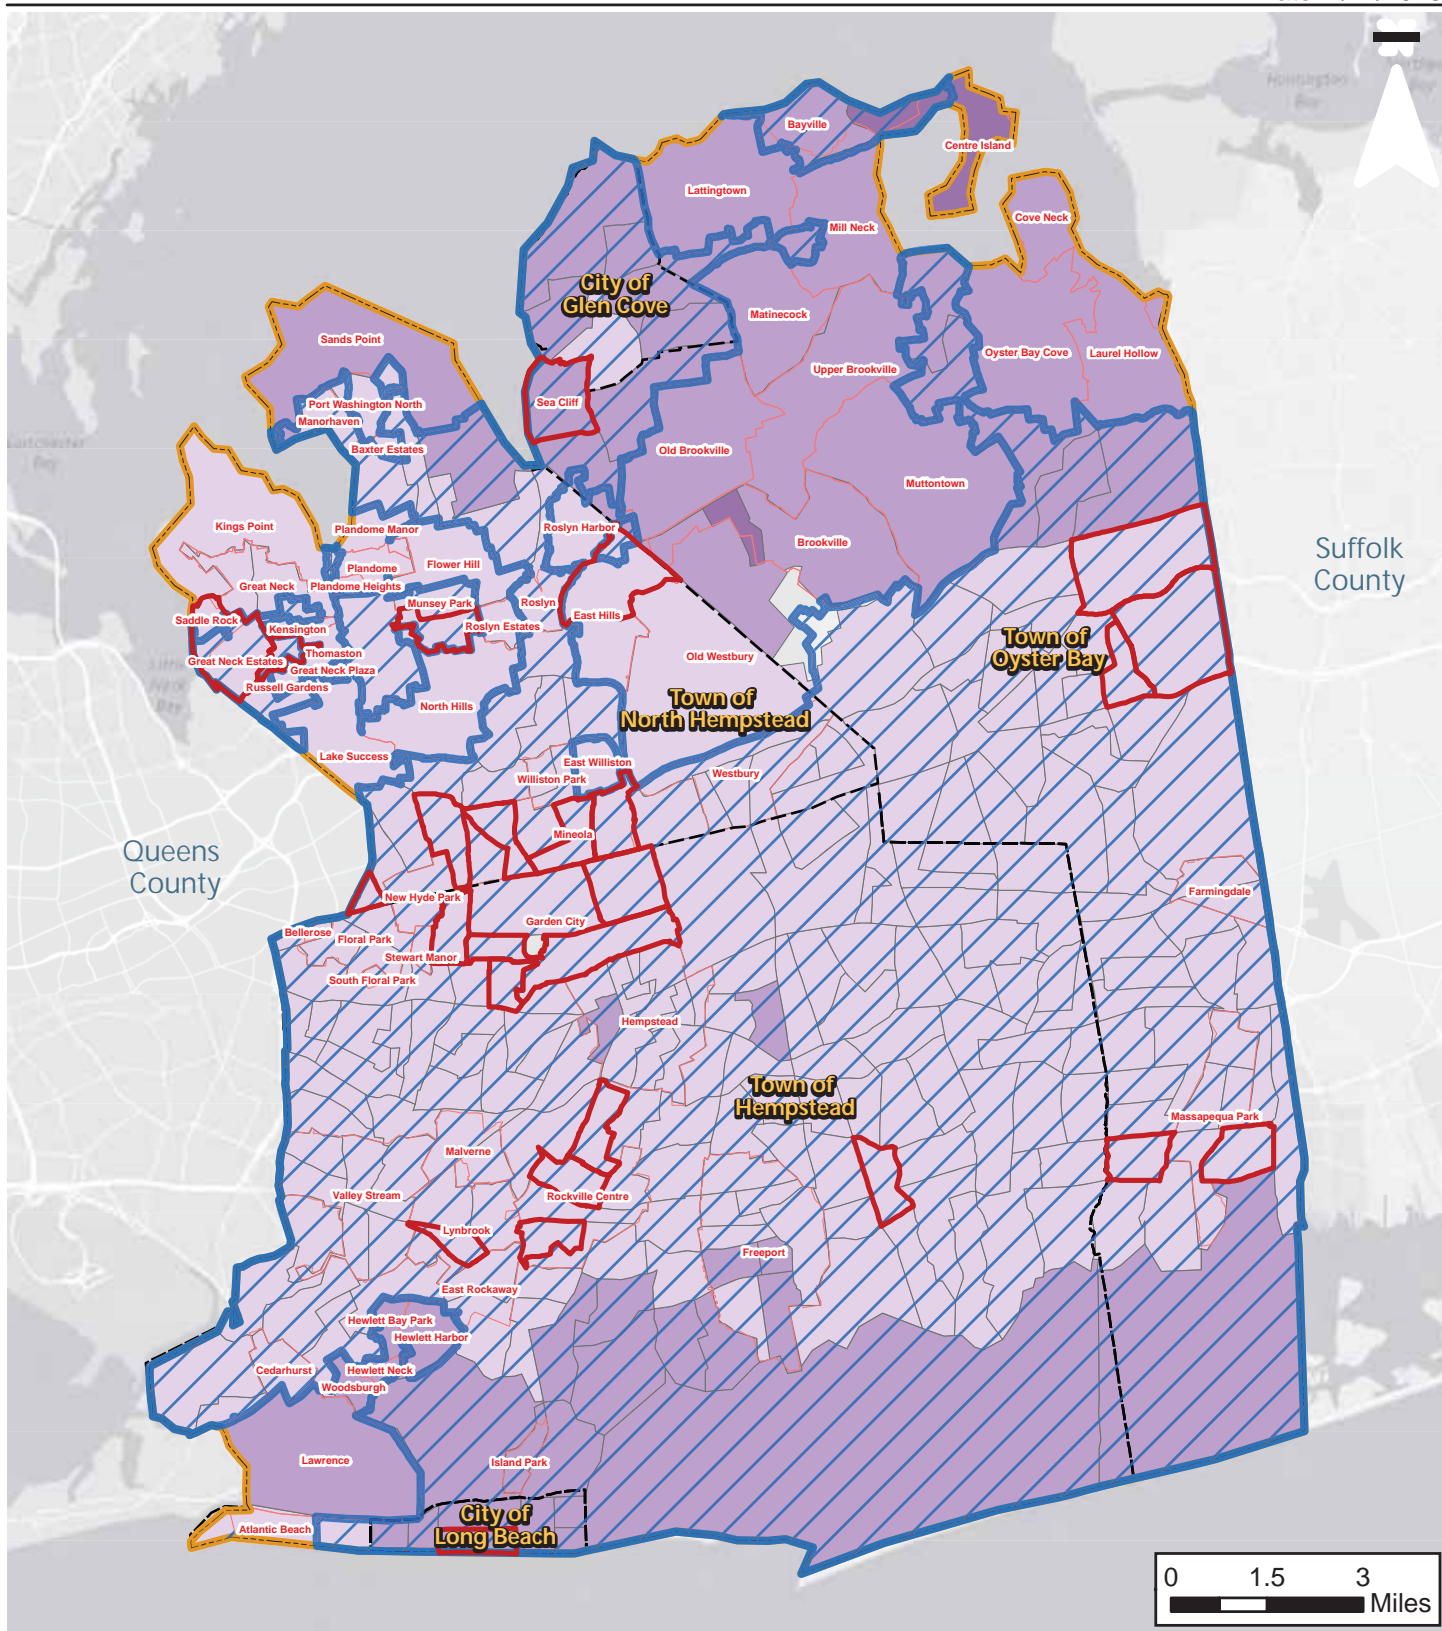 Bayville
Centre Island
Lattingtown
Cove Neck
Mill Neck
City of
Glen Cove
Matinecock
Sands Point
Oyster Bay Cove
Laurel Hollow
Upper Brookville
Port Washington North
Sea Cliff
Manorhaven
Baxter Estates
Old Brookville
Muttontown
Kings Point
Plandome Manor
Roslyn Harbor
Brookville
Suffolk
County
Plandome
Flower Hill
Great Neck
Plandome Heights
Munsey Park
Roslyn
East Hills
Saddle Rock
Kensington
Roslyn Estates
Town of
Oyster Bay
Thomaston
Great Neck Estates
Great Neck Plaza
Old Westbury
Russell Gardens
North Hills
Town of
North Hempstead
Lake Success
East Williston
Williston Park
Westbury
Mineola
Queens
County
New Hyde Park
Farmingdale
Garden City
Bellerose
Floral Park
Stewart Manor
South Floral Park
Hempstead
Town of
Hempstead
Massapequa Park
Malverne
Valley Stream
Rockville Centre
Lynbrook
Freeport
East Rockaway
Hewlett Bay Park
Hewlett Harbor
Cedarhurst
Hewlett Neck
Woodsburgh
Lawrence
Island Park
City of
Long Beach
Atlantic Beach
0 1.5 3
Miles